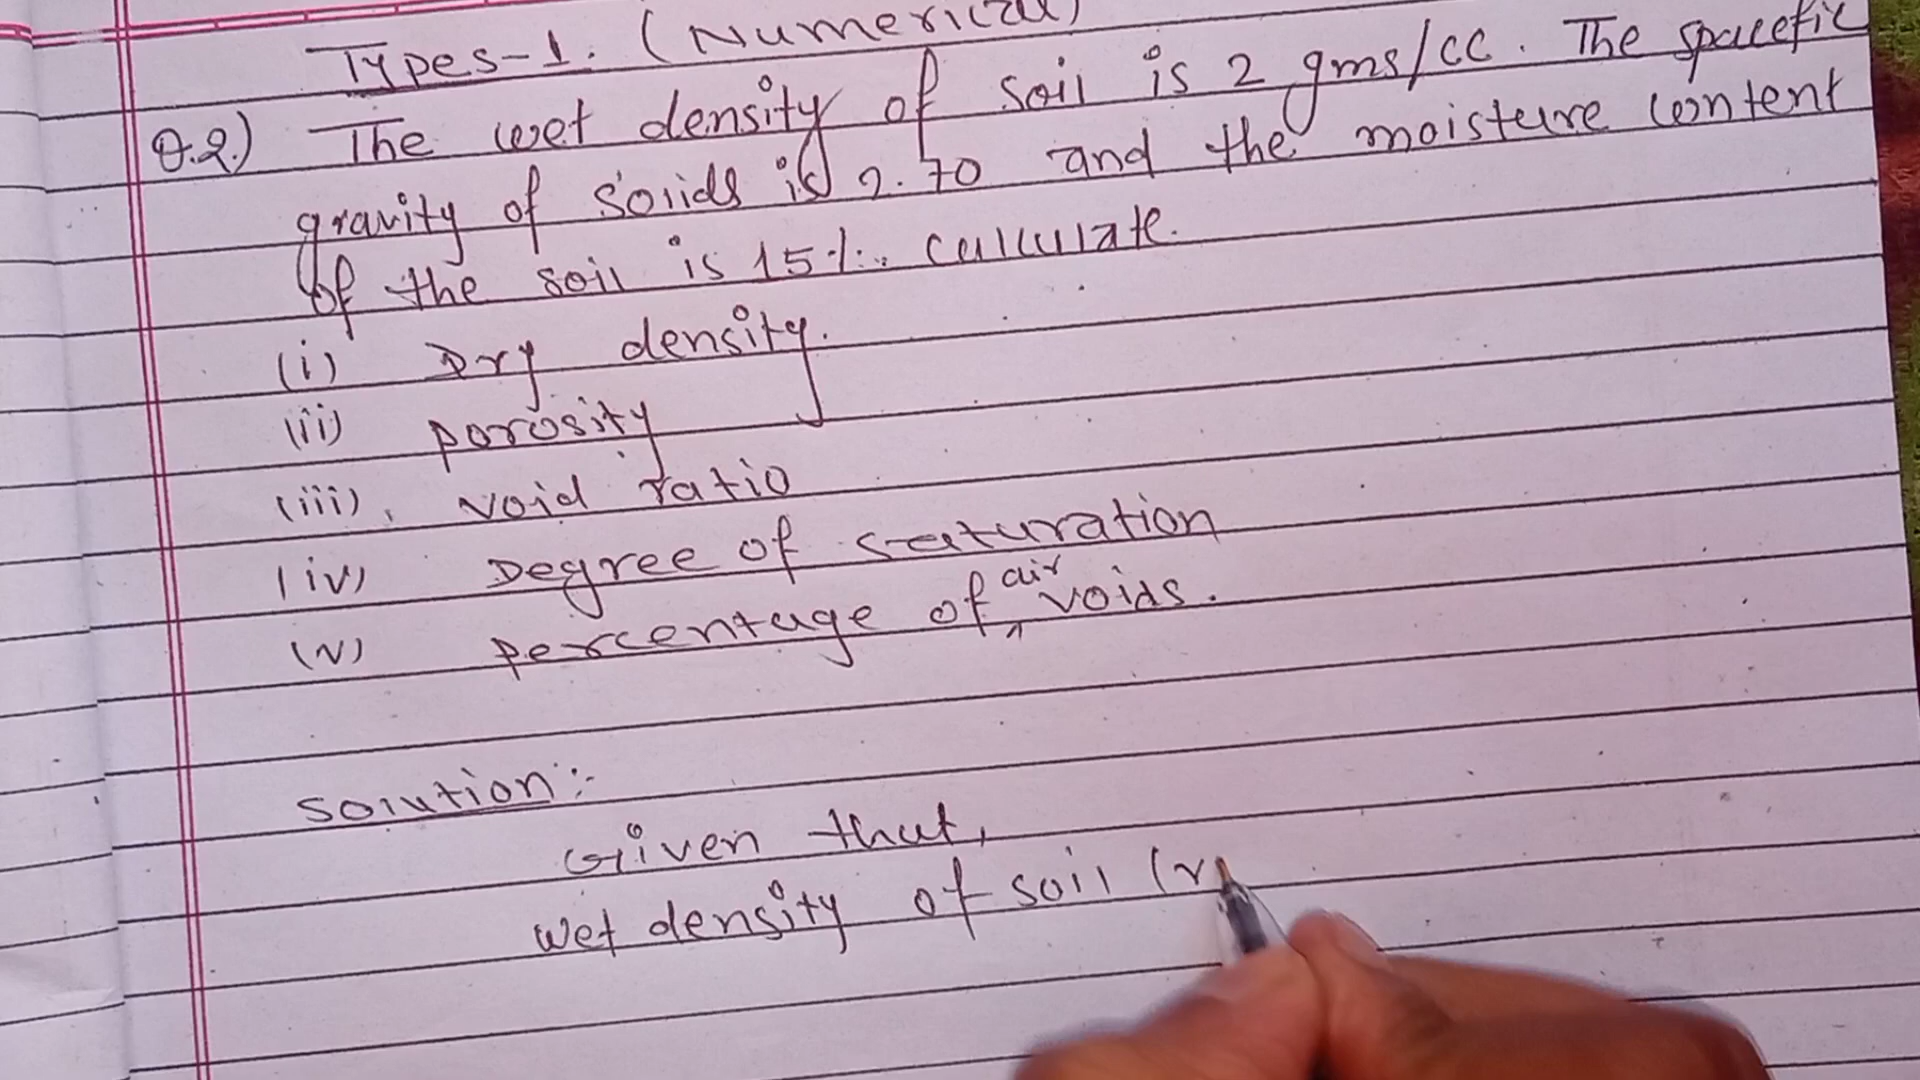 Types-1. (Numerical)
Q.2.) The wet density of soil is 2 gms/cc. The spacefic
gravity of solids is 2.70 and the moisture content
of the soil is 15%. calculate.
(i) Dry density.
(ii) porosity
(iii), void ratio
(iv) Degree of saturation
(v) percentage of air voids.
Solution:-
Given that,
wet density of soil (r